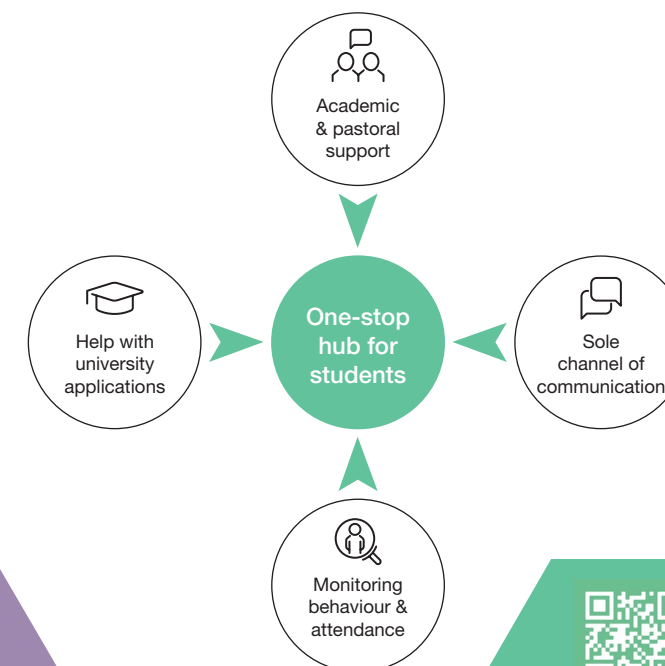 Academic
& pastoral
support
Help with
university
applications
One-stop
hub for
students
Sole
channel of
communication
Monitoring
behaviour &
attendance